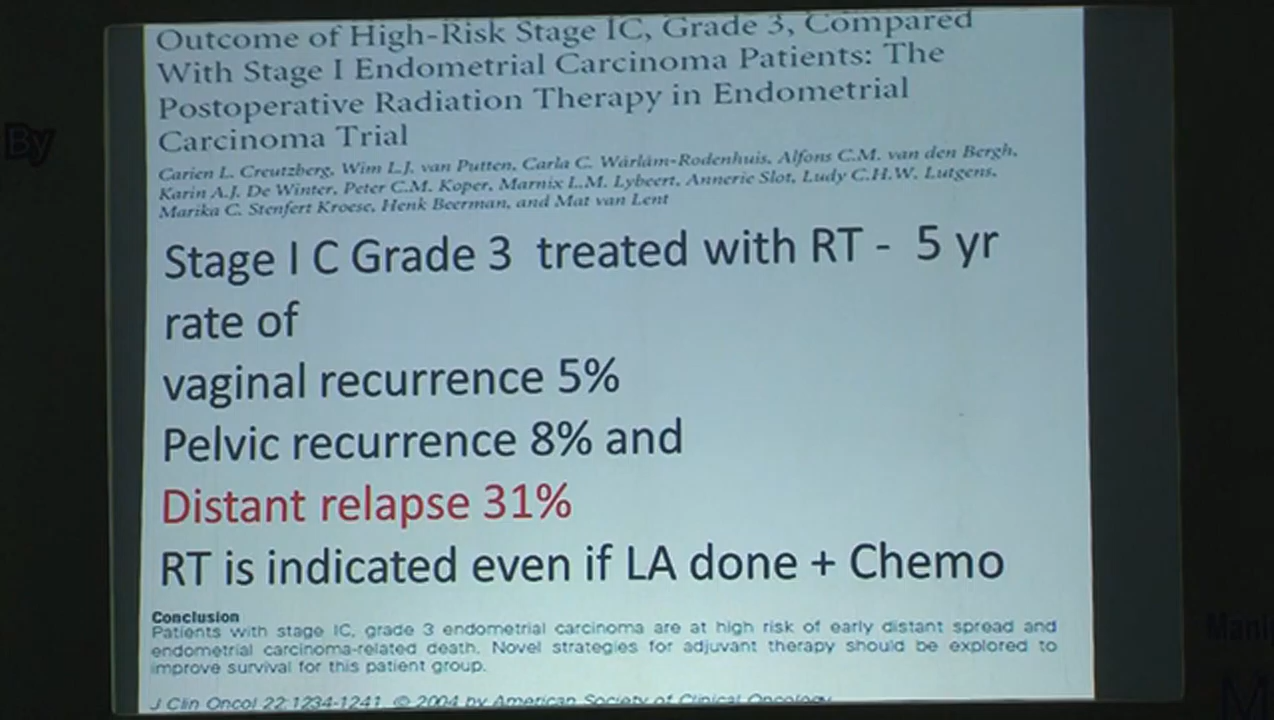 Outcome of High-Risk Stage IC, Grade 3, Compared
With Stage I Endometrial Carcinoma Patients: The
Postoperative Radiation Therapy in Endometrial
Carcinoma Trial
Carien L. Creutzberg, Wim L.J. van Putten, Carla C. Wárlám-Rodenhuis, Alfons C.M. van den Bergh,
Karin A.J. De Winter, Peter C.M. Koper, Marnix L.M. Lybeert, Annerie Slot, Ludy C.H.W. Lutgens,
Marika C. Stenfert Kroese, Henk Beerman, and Mat van Lent
Stage I C Grade 3 treated with RT - 5 yr
rate of
vaginal recurrence 5%
Pelvic recurrence 8% and
Distant relapse 31%
RT is indicated even if LA done + Chemo
Conclusion
Patients with stage IC, grade 3 endometrial carcinoma are at high risk of early distant spread and
endometrial carcinoma-related death. Novel strategies for adjuvant therapy should be explored to
improve survival for this patient group.
J Clin Oncol 22:1234-1241. © 2004 by American Society of Clinical Oncology
By